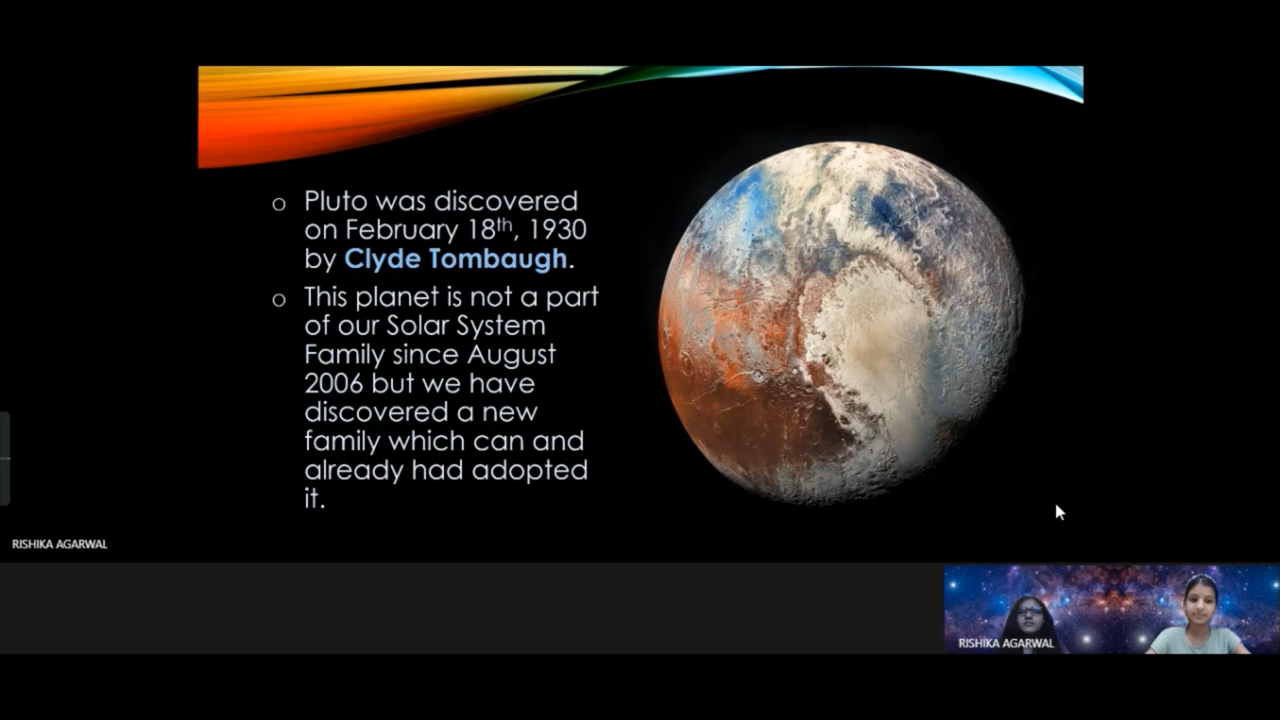 o Pluto was discovered
on February 18th, 1930
by Clyde Tombaugh.
o This planet is not a part
of our Solar System
Family since August
2006 but we have
discovered a new
family which can and
already had adopted
it.
RISHIKA AGARWAL
RISHIKA AGARWAL